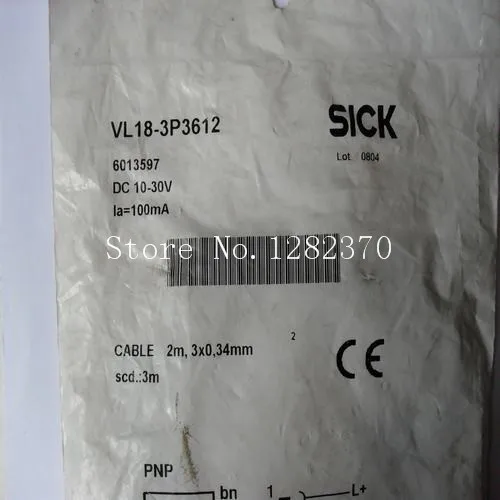 VL18-3P3612
SICK
Lot 0804
6013597
DC 10-30V
Ia=100mA
Store No.:1282370
CABLE 2m, 3x0,34mm 2
scd.:3m
CE
PNP
bn 1 L+